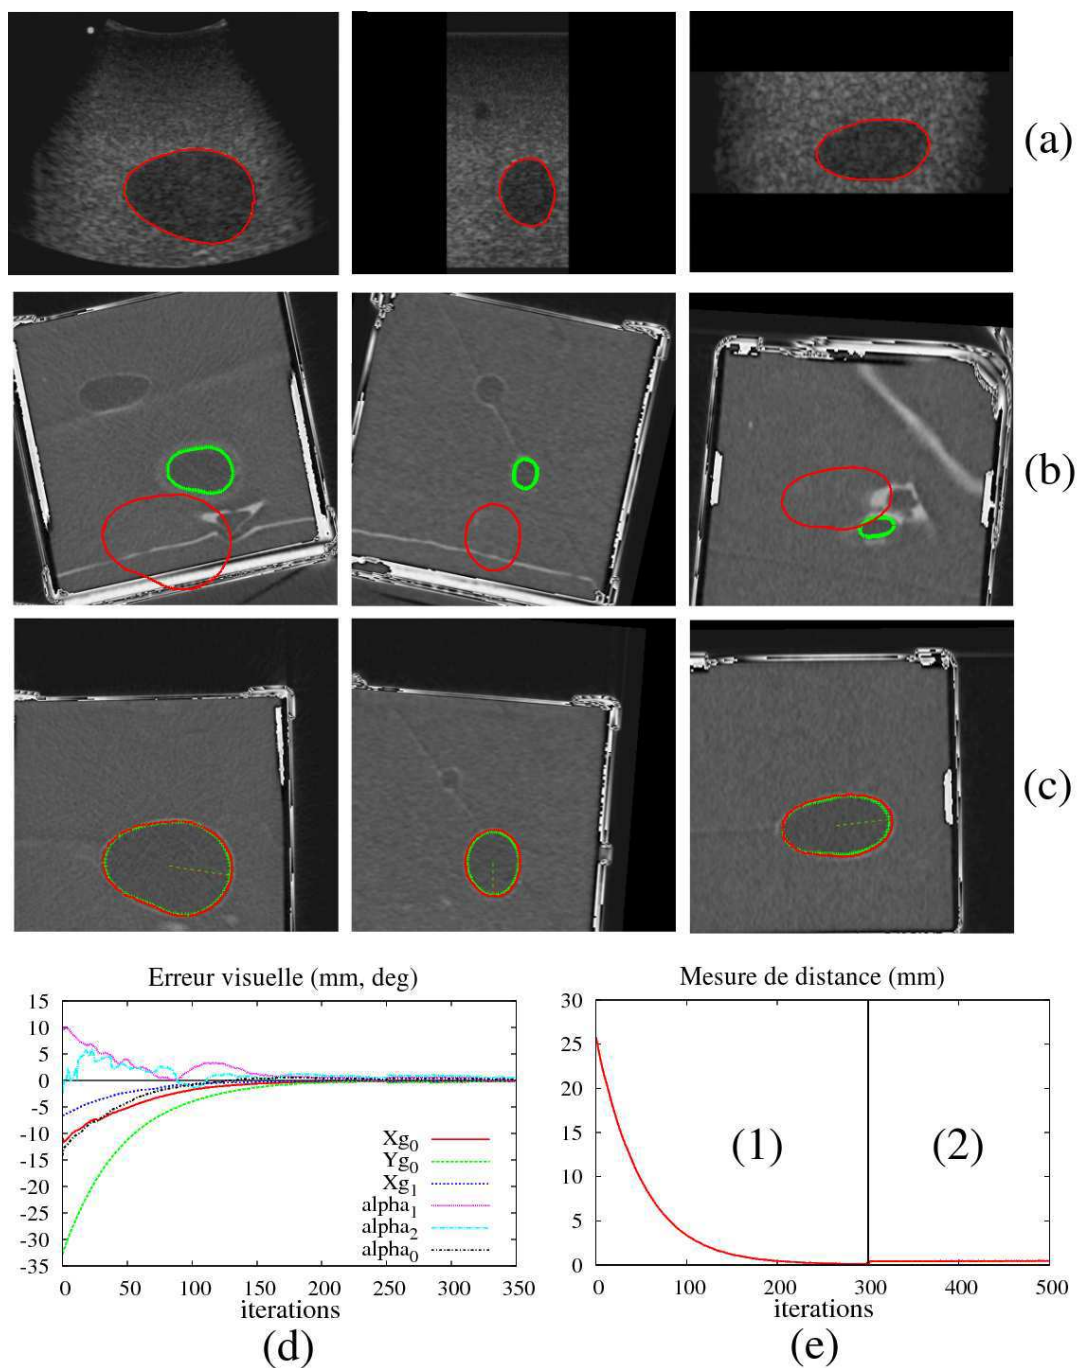 (a)
(b)
(c)
Erreur visuelle (mm, deg)
15
10
5
0
-5
-10
-15
-20
-25
-30
-35
Xg0
Yg0
Xg1
alpha1
alpha2
alpha0
0 50 100 150 200 250 300 350
iterations
(d)
Mesure de distance (mm)
30
25
20
15
10
5
0
(1) (2)
0 100 200 300 400 500
iterations
(e)